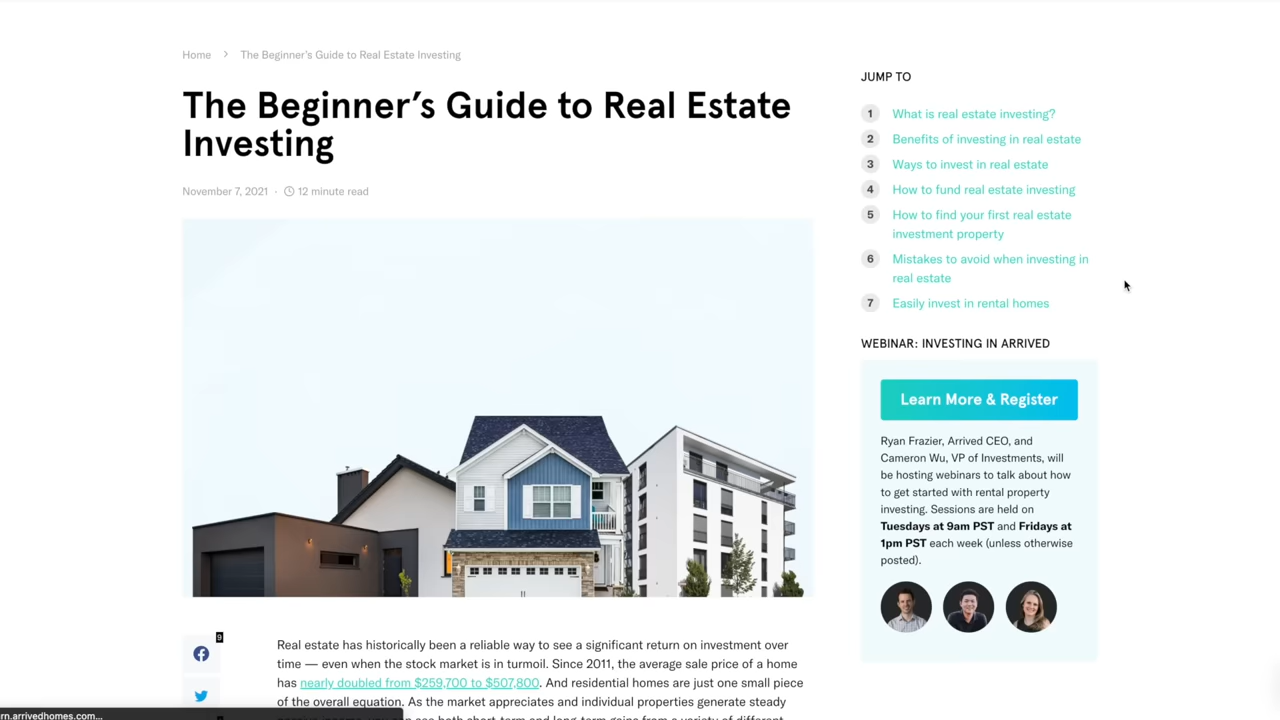 Home > The Beginner's Guide to Real Estate Investing
The Beginner's Guide to Real Estate
Investing
November 7, 2021 · 12 minute read
9
Real estate has historically been a reliable way to see a significant return on investment over
time — even when the stock market is in turmoil. Since 2011, the average sale price of a home
has nearly doubled from $259,700 to $507,800. And residential homes are just one small piece
of the overall equation. As the market appreciates and individual properties generate steady
JUMP TO
1 What is real estate investing?
2 Benefits of investing in real estate
3 Ways to invest in real estate
4 How to fund real estate investing
5 How to find your first real estate
investment property
6 Mistakes to avoid when investing in
real estate
7 Easily invest in rental homes
WEBINAR: INVESTING IN ARRIVED
Learn More & Register
Ryan Frazier, Arrived CEO, and
Cameron Wu, VP of Investments, will
be hosting webinars to talk about how
to get started with rental property
investing. Sessions are held on
Tuesdays at 9am PST and Fridays at
1pm PST each week (unless otherwise
posted).
rn.arrivedhomes.com...